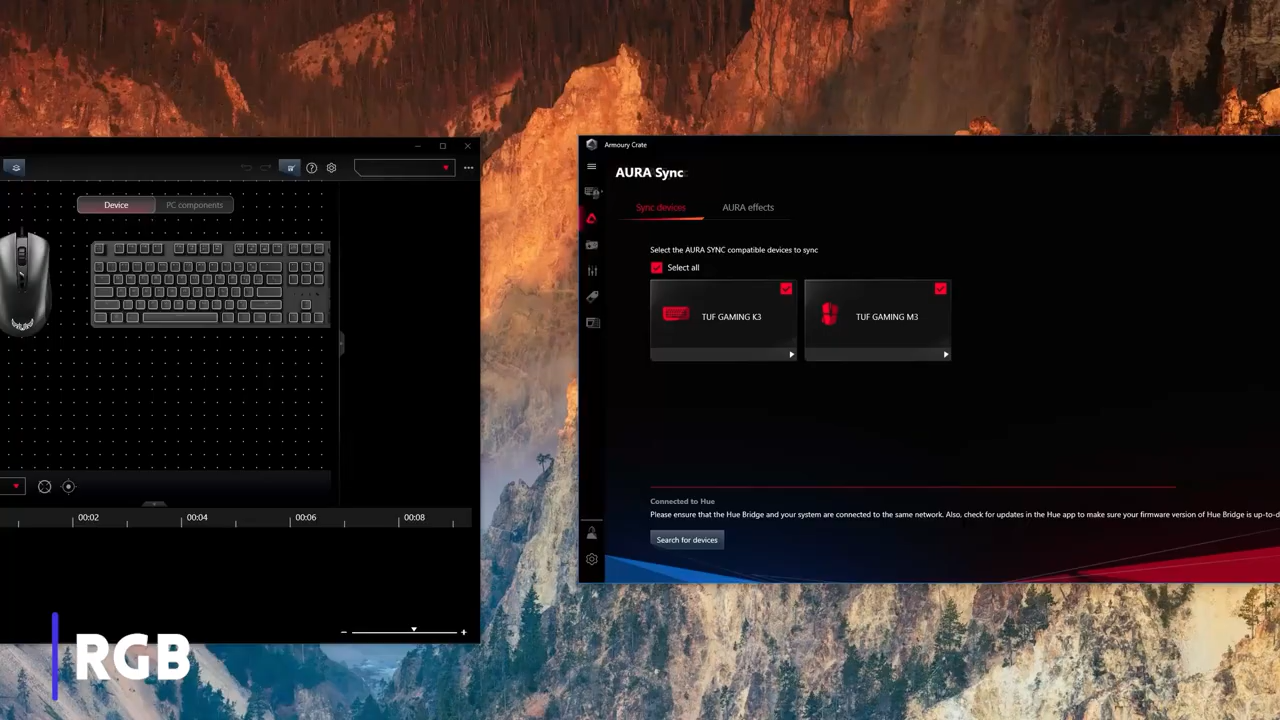 Device
PC components
00:02
00:04
00:06
00:08
Armoury Crate
AURA Sync
Sync devices
AURA effects
Select the AURA SYNC compatible devices to sync
Select all
TUF GAMING K3
TUF GAMING M3
Connected to Hue
Please ensure that the Hue Bridge and your system are connected to the same network. Also, check for updates in the Hue app to make sure your firmware version of Hue Bridge is up-to-d
Search for devices
RGB